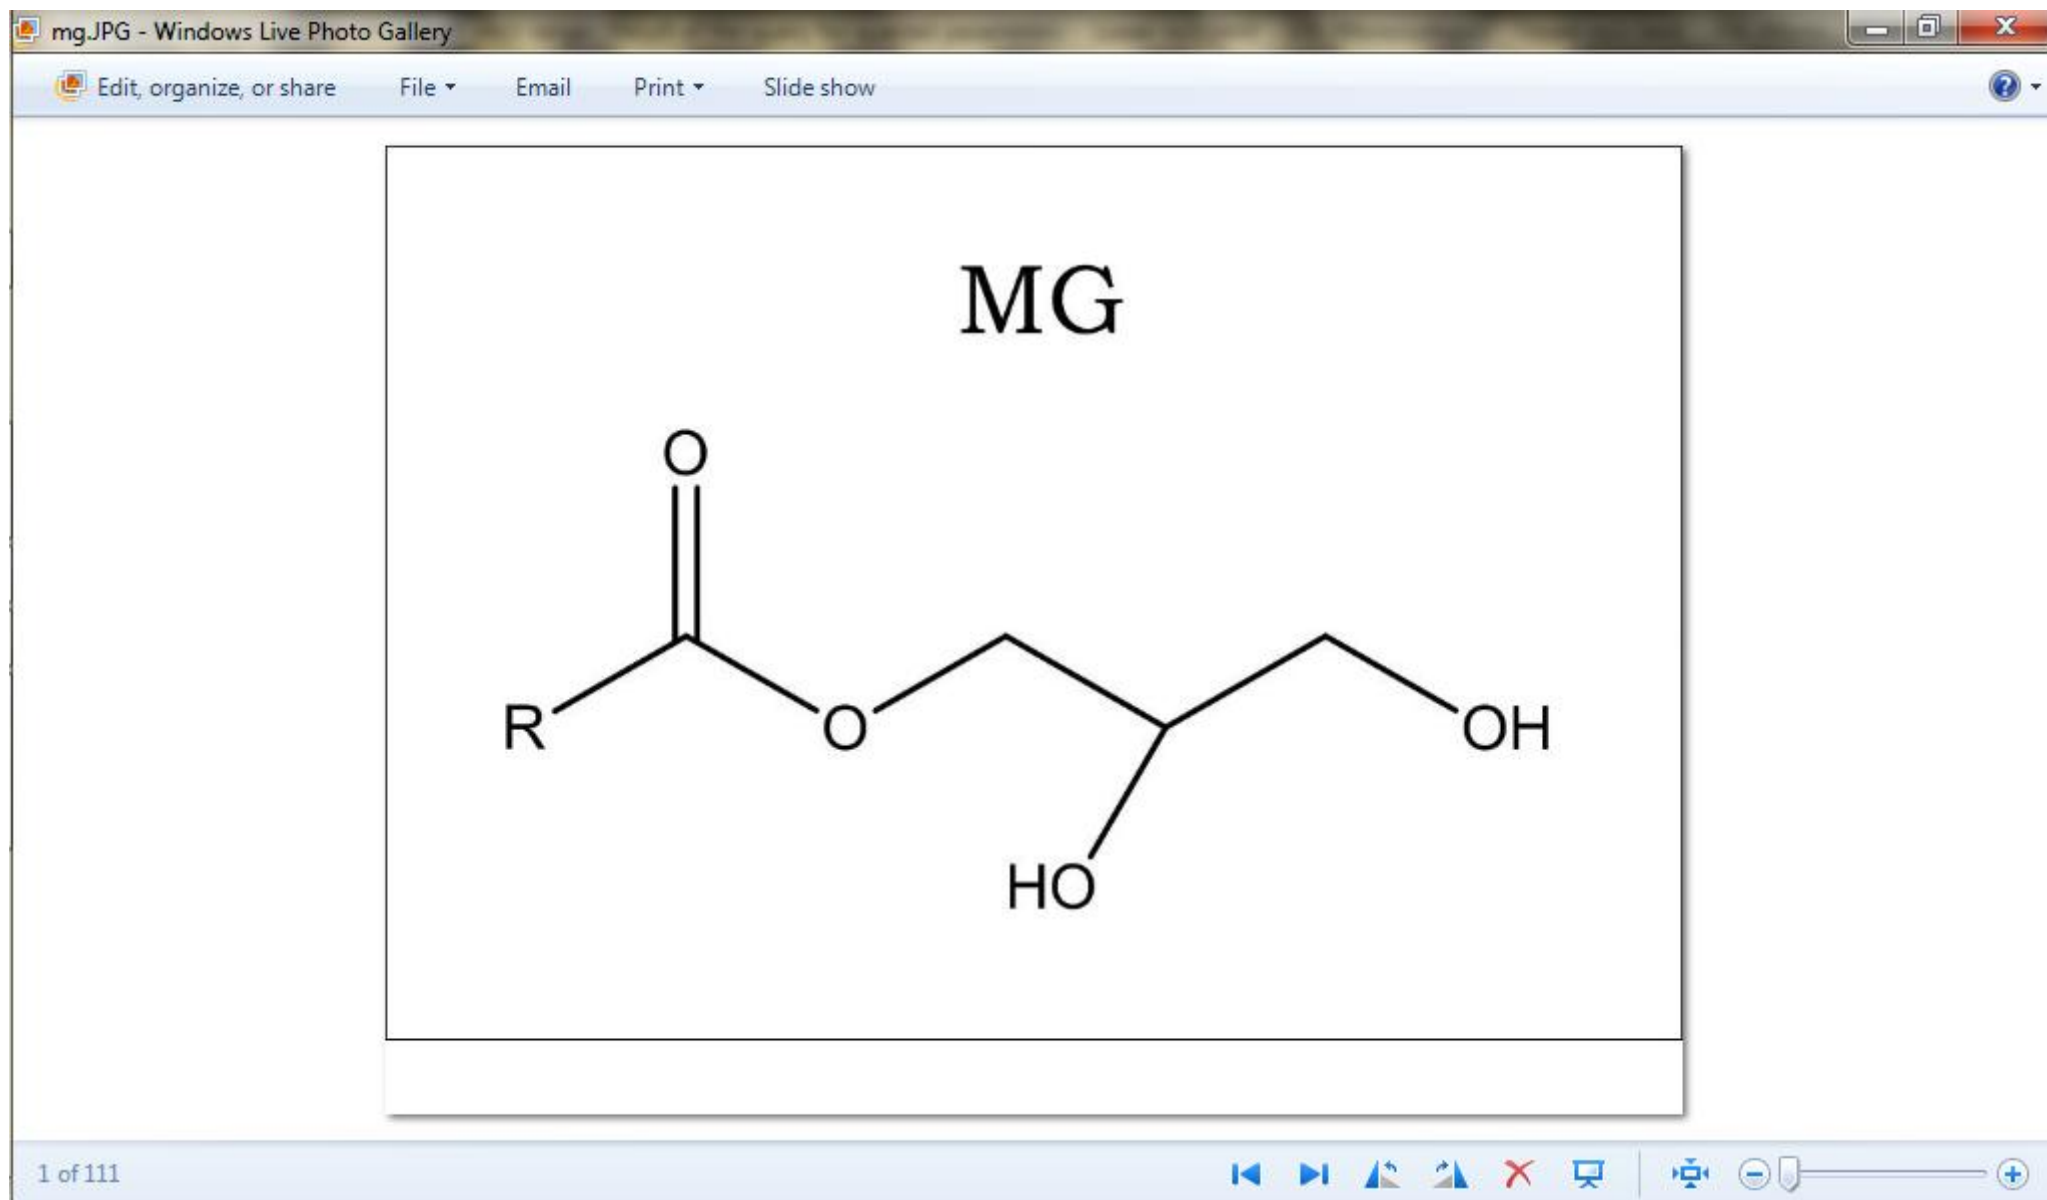 mg.JPG - Windows Live Photo Gallery
Edit, organize, or share File Email Print Slide show
MG
O
R O OH
HO
1 of 111